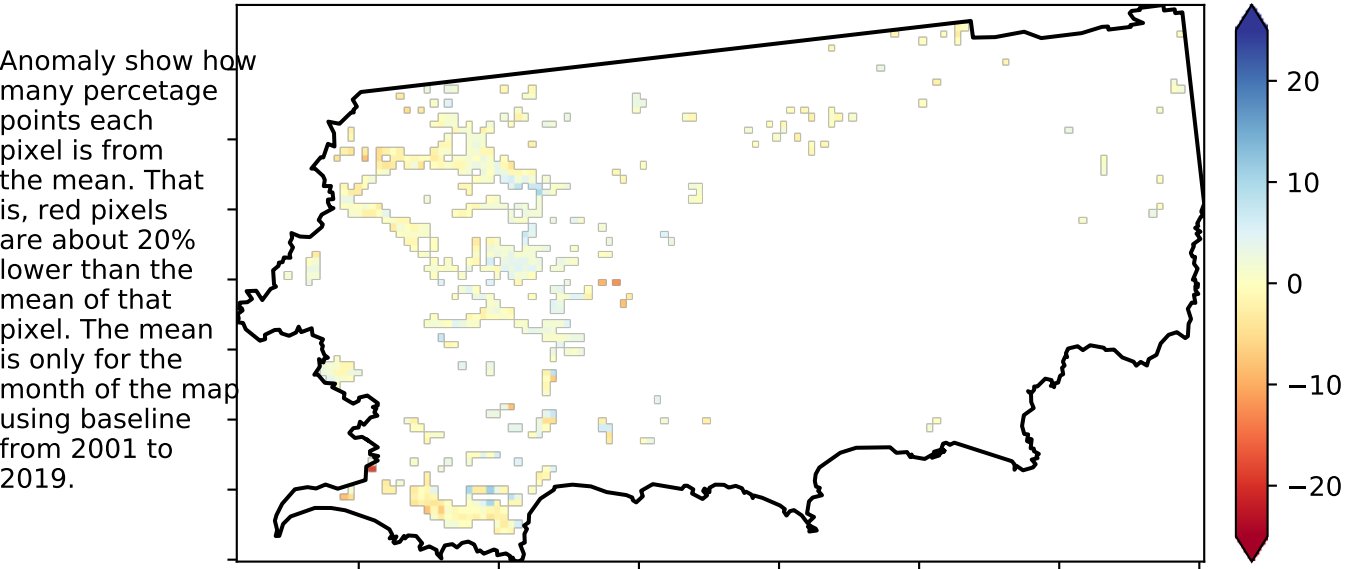 Anomaly show how
many percetage
points each
pixel is from
the mean. That
is, red pixels
are about 20%
lower than the
mean of that
pixel. The mean
is only for the
month of the map
using baseline
from 2001 to
2019.
20
10
0
−10
−20